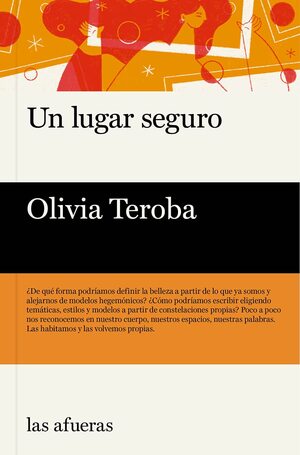 Un lugar seguro
Olivia Teroba
¿De qué forma podríamos definir la belleza a partir de lo que ya somos y
alejarnos de modelos hegemónicos? ¿Cómo podríamos escribir eligiendo
temáticas, estilos y modelos a partir de constelaciones propias? Poco a poco
nos reconocemos en nuestro cuerpo, nuestros espacios, nuestras palabras.
Las habitamos y las volvemos propias.
las afueras